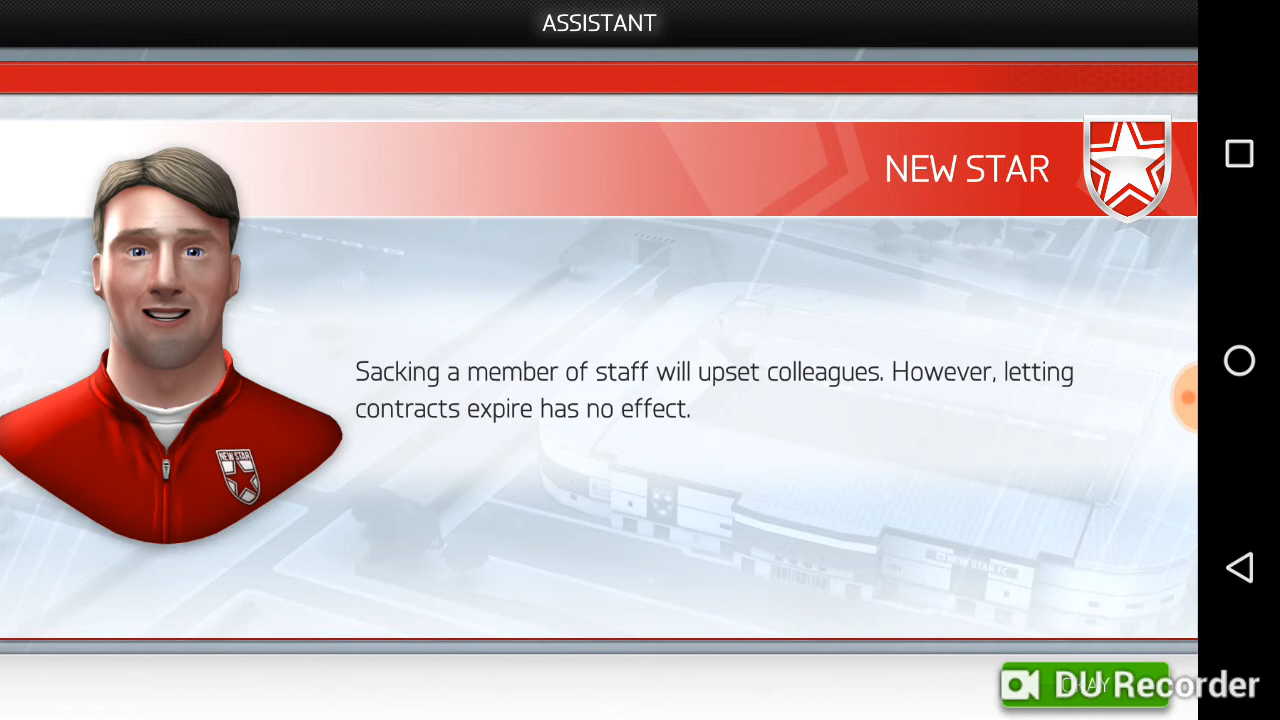 ASSISTANT
NEW STAR
NEW STAR
Sacking a member of staff will upset colleagues. However, letting
contracts expire has no effect.
DU Recorder